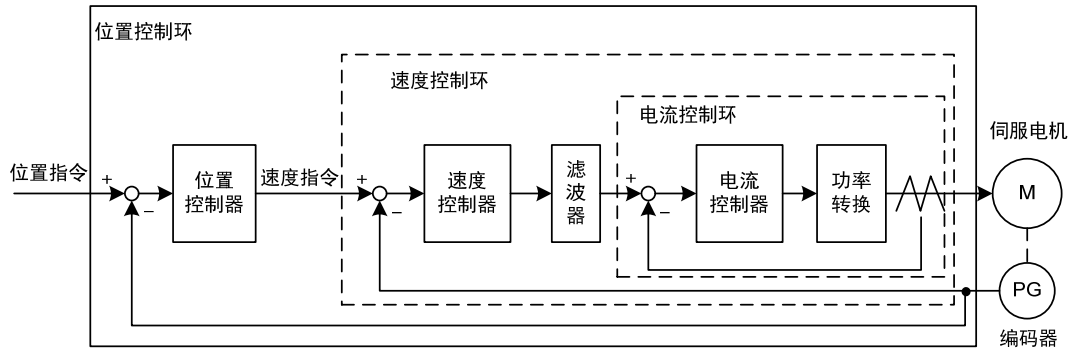 位置控制环
速度控制环
电流控制环
伺服电机
位置指令
+
−
位置
控制器
速度指令
+
−
速度
控制器
滤
波
器
+
−
电流
控制器
功率
转换
M
PG
编码器